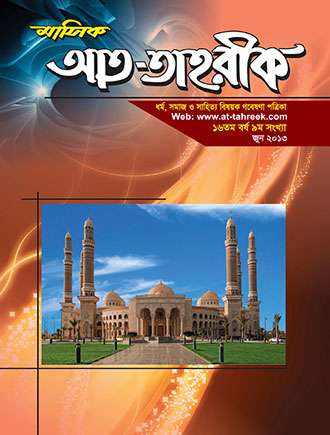 মাসিক
আত-তাহরীক
ধর্ম, সমাজ ও সাহিত্য বিষয়ক গবেষণা পত্রিকা
Web: www.at-tahreek.com
১৬তম বর্ষ ৯ম সংখ্যা
জুন ২০১৩